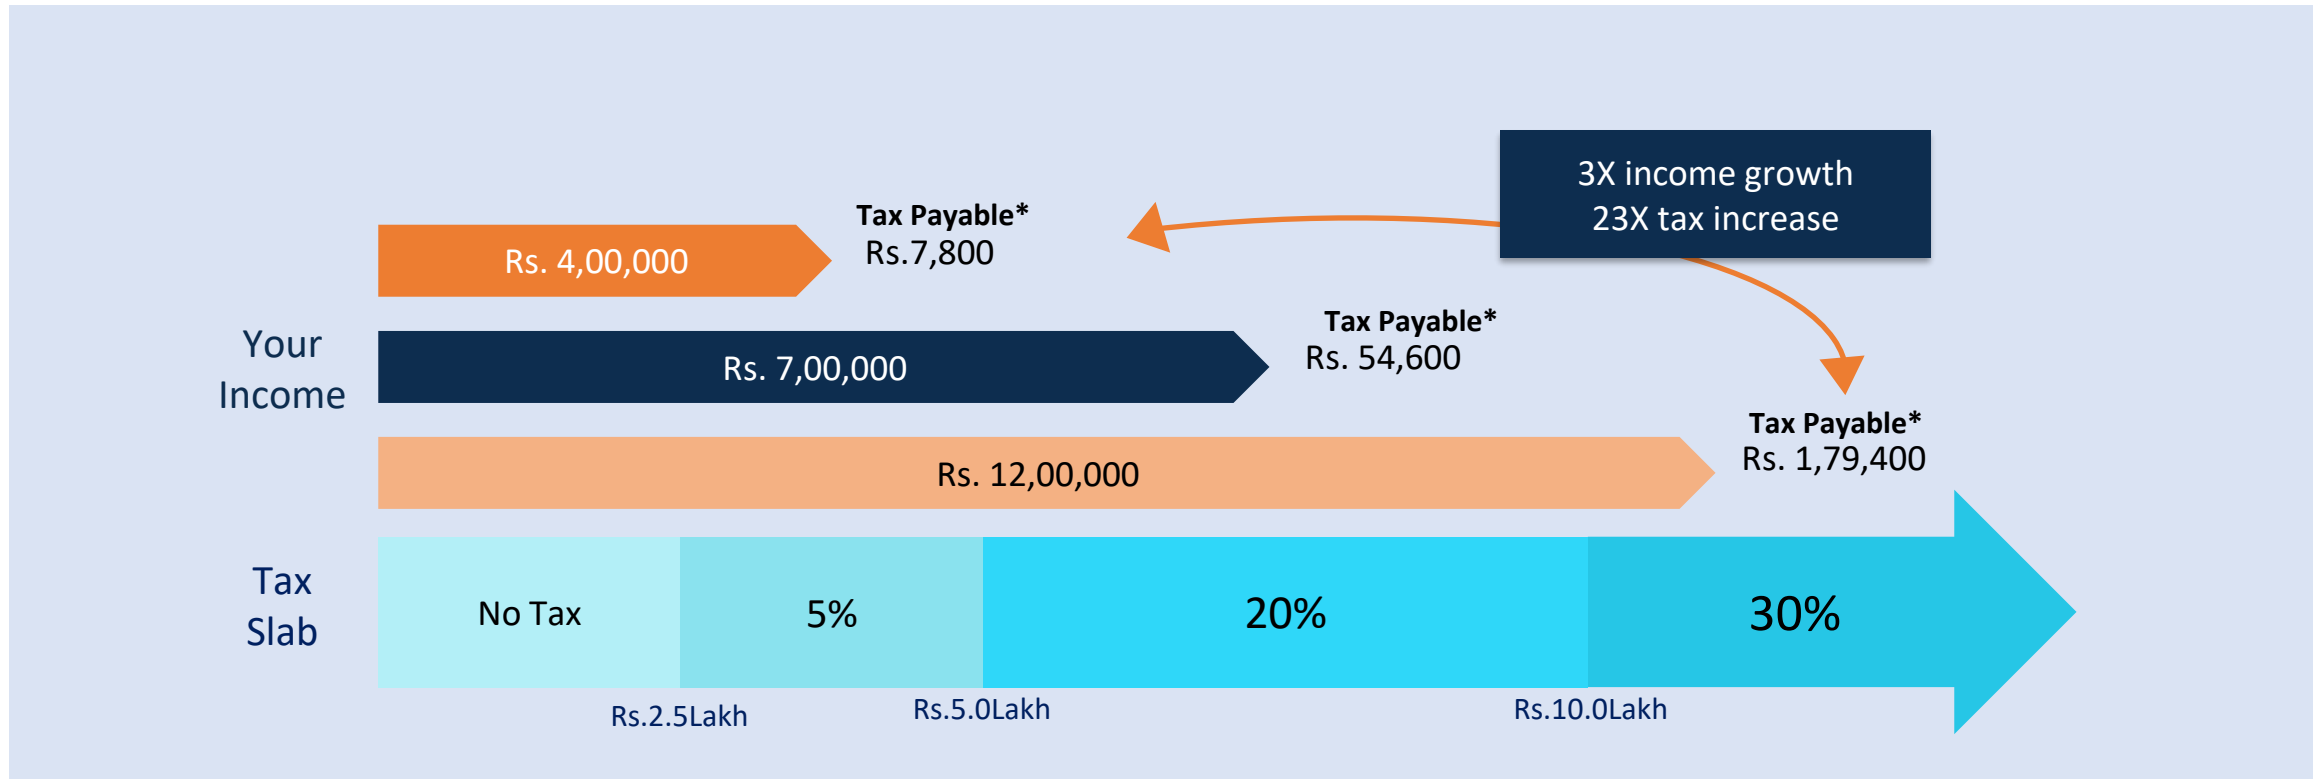 3X income growth
23X tax increase
Tax Payable*
Rs.7,800
Rs. 4,00,000
Your
Income
Tax Payable*
Rs. 54,600
Rs. 7,00,000
Tax Payable*
Rs. 1,79,400
Rs. 12,00,000
Tax
Slab
No Tax
5%
20%
30%
Rs.2.5Lakh
Rs.5.0Lakh
Rs.10.0Lakh